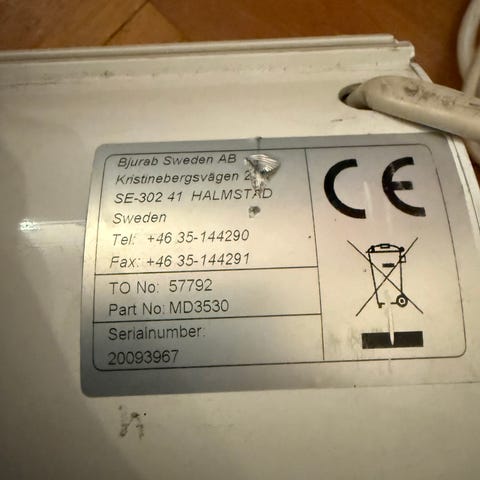 Bjurab Sweden AB
Kristinebergsvägen
SE-302 41 HALMSTAD
Sweden
Tel: +46 35-144290
Fax: +46 35-144291
TO No: 57792
Part No: MD3530
Serialnumber:
20093967
CE